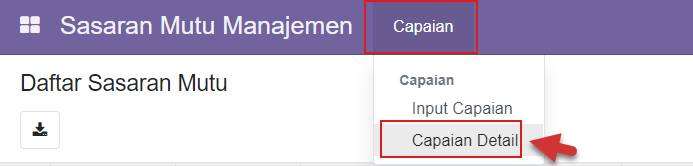 Sasaran Mutu Manajemen Capaian
Daftar Sasaran Mutu
Capaian
Input Capaian
Capaian Detail